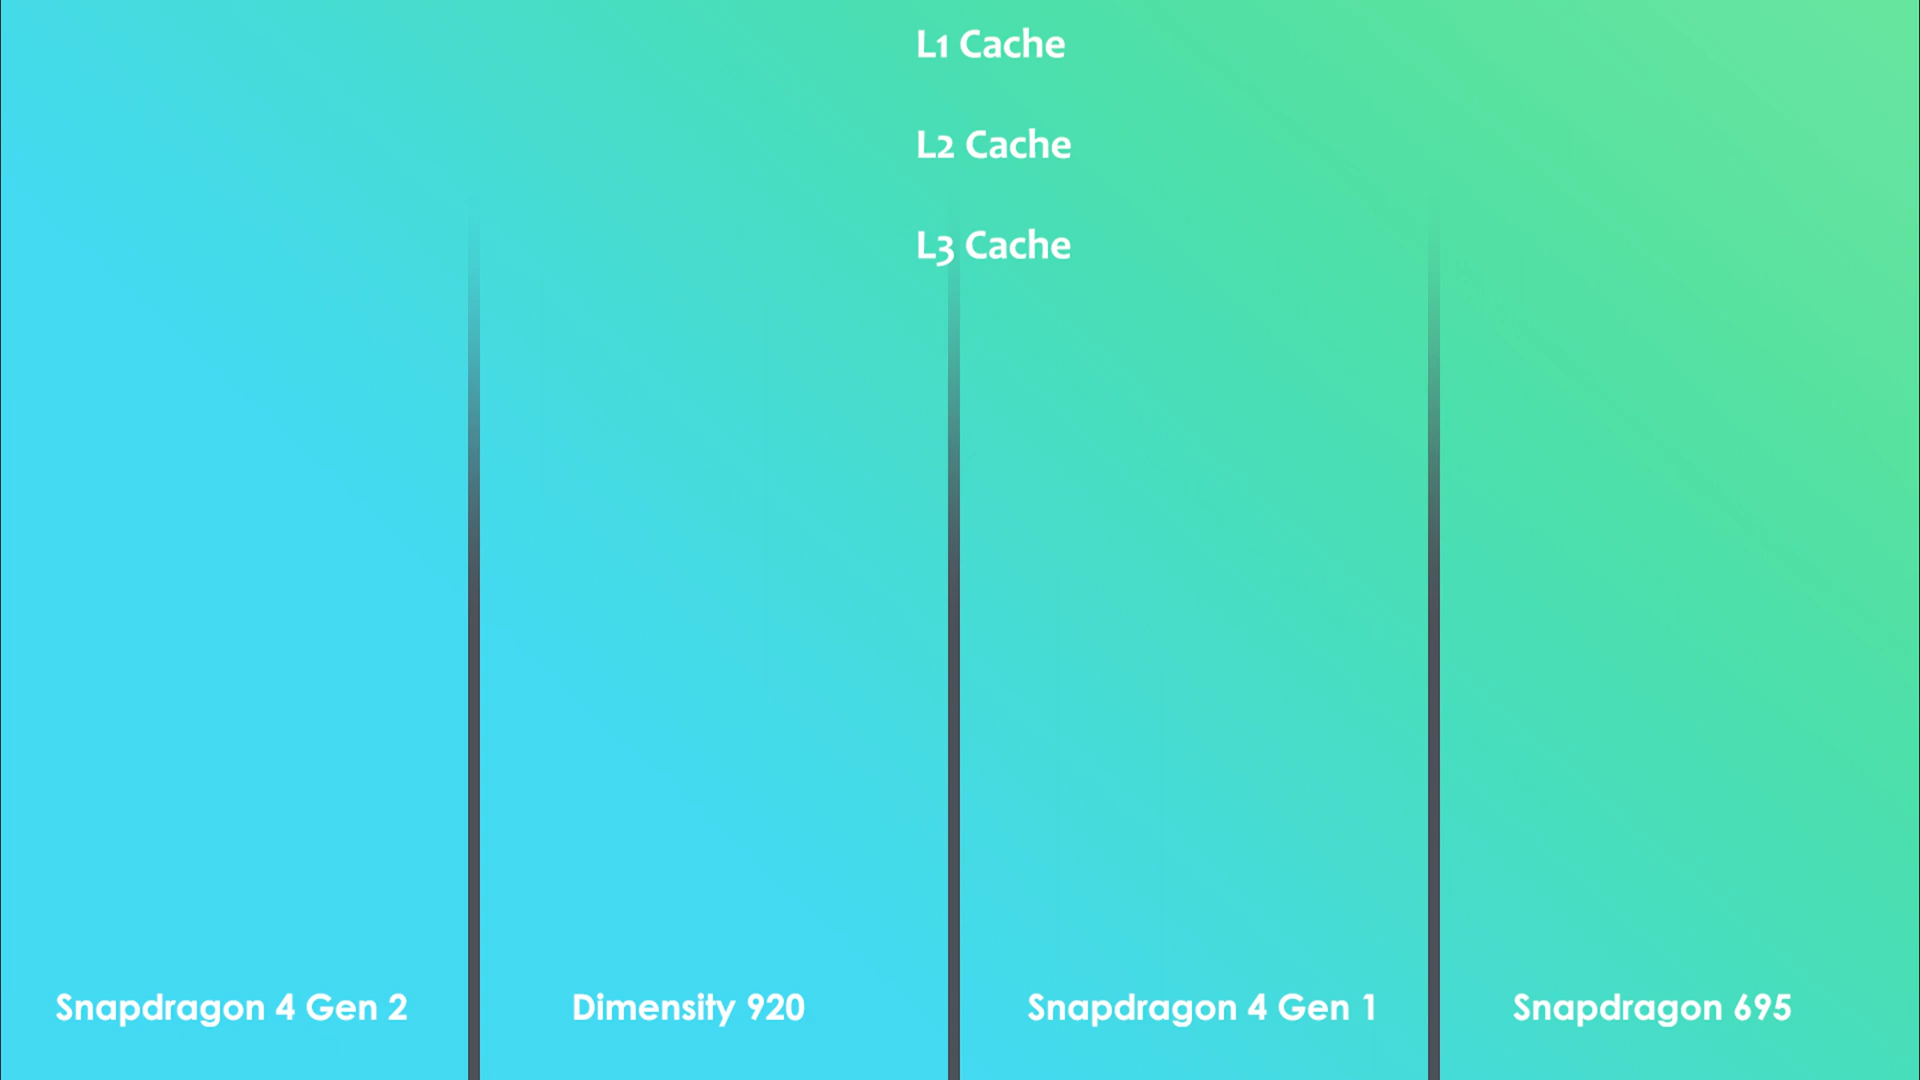 L1 Cache
L2 Cache
L3 Cache
Snapdragon 4 Gen 2
Dimensity 920
Snapdragon 4 Gen 1
Snapdragon 695